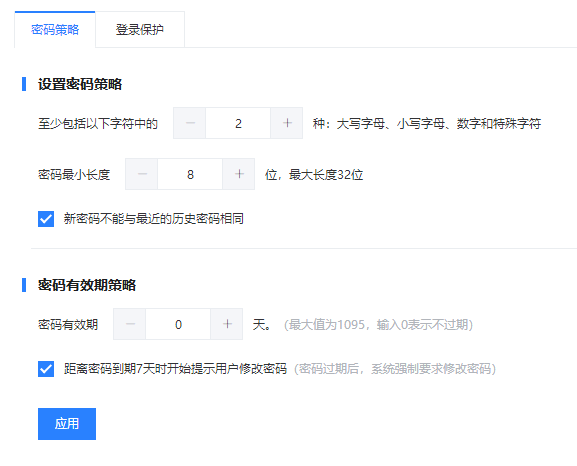 密码策略 登录保护
设置密码策略
至少包括以下字符中的 － 2 + 种：大写字母、小写字母、数字和特殊字符
密码最小长度 － 8 + 位，最大长度32位
新密码不能与最近的历史密码相同
密码有效期策略
密码有效期 － 0 + 天。（最大值为1095，输入0表示不过期）
距离密码到期7天时开始提示用户修改密码（密码过期后，系统强制要求修改密码）
应用